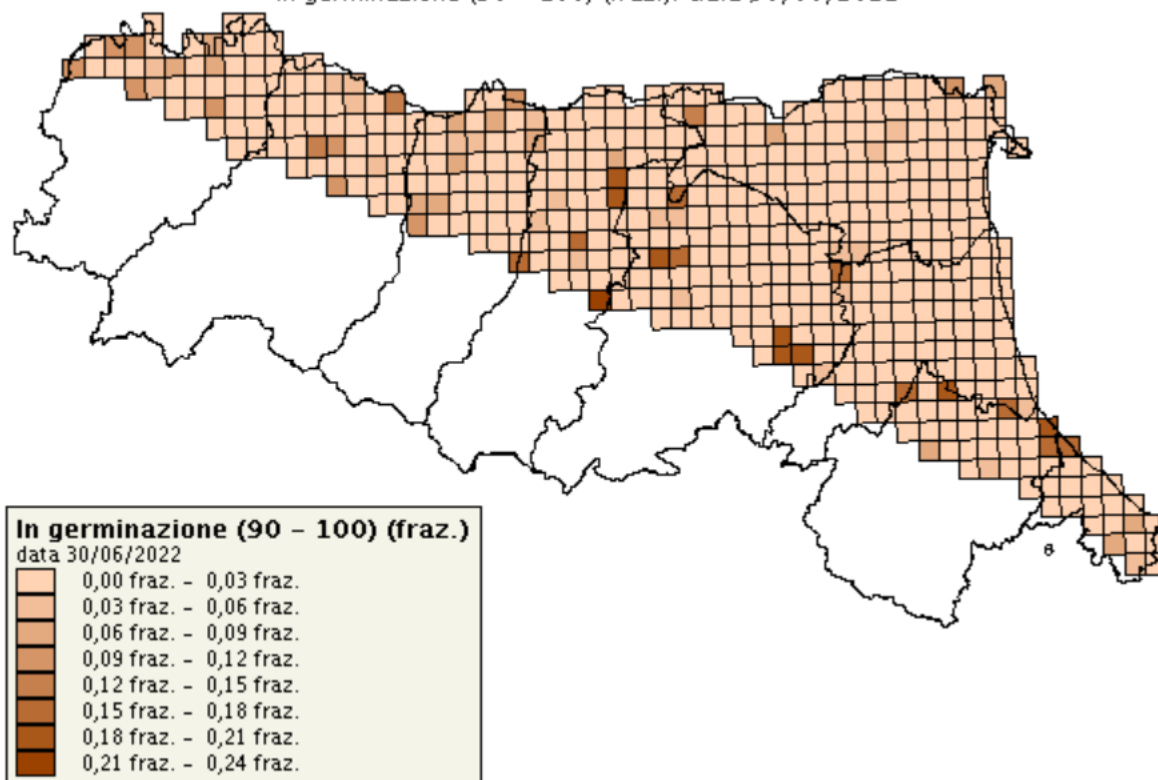 In germinazione (90 – 100) (fraz.)
data 30/06/2022
0,00 fraz. – 0,03 fraz.
0,03 fraz. – 0,06 fraz.
0,06 fraz. – 0,09 fraz.
0,09 fraz. – 0,12 fraz.
0,12 fraz. – 0,15 fraz.
0,15 fraz. – 0,18 fraz.
0,18 fraz. – 0,21 fraz.
0,21 fraz. – 0,24 fraz.